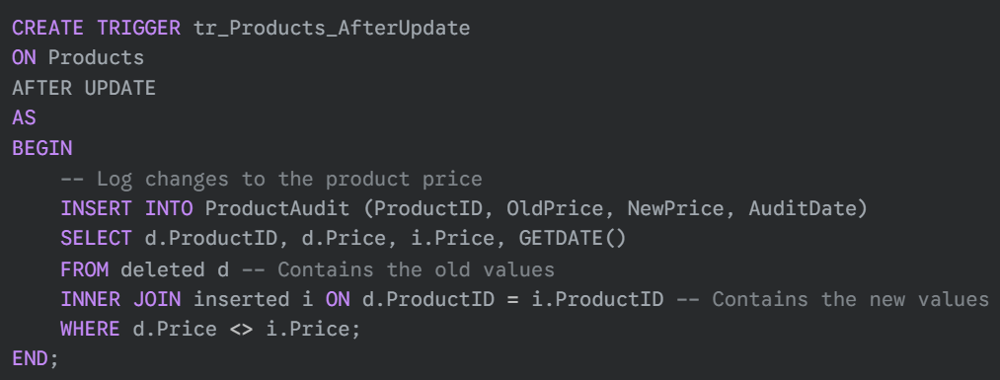 CREATE TRIGGER tr_Products_AfterUpdate
ON Products
AFTER UPDATE
AS
BEGIN
    -- Log changes to the product price
    INSERT INTO ProductAudit (ProductID, OldPrice, NewPrice, AuditDate)
    SELECT d.ProductID, d.Price, i.Price, GETDATE()
    FROM deleted d -- Contains the old values
    INNER JOIN inserted i ON d.ProductID = i.ProductID -- Contains the new values
    WHERE d.Price <> i.Price;
END;